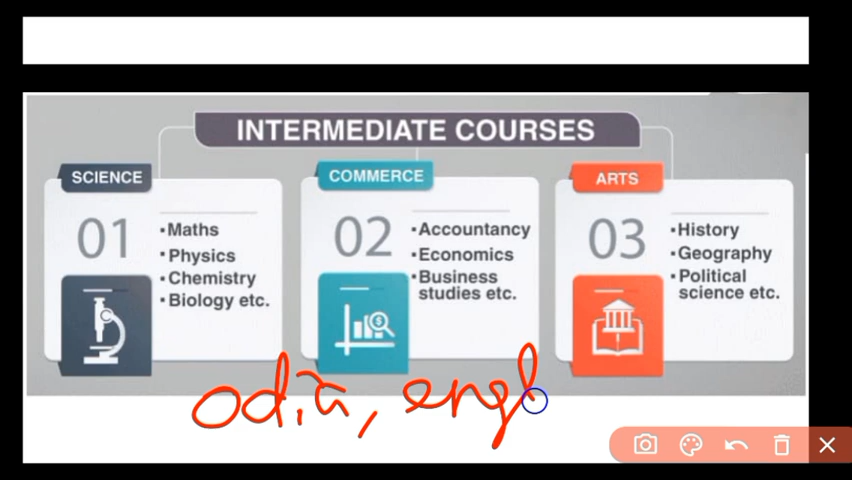 INTERMEDIATE COURSES
SCIENCE
01
▪Maths
▪Physics
▪Chemistry
▪Biology etc.
COMMERCE
02
▪Accountancy
▪Economics
▪Business
studies etc.
ARTS
03
▪History
▪Geography
▪Political
science etc.
odia, engl